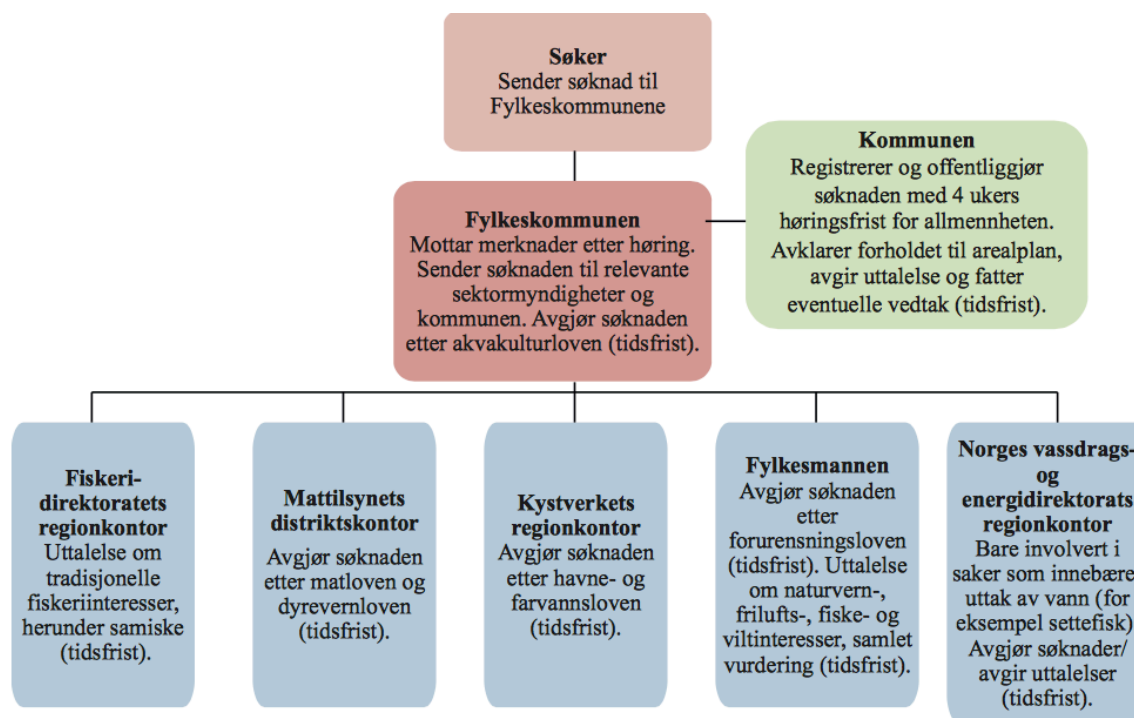 Søker
Sender søknad til
Fylkeskommunene
Kommunen
Registrerer og offentliggjør
søknaden med 4 ukers
høringsfrist for allmennheten.
Avklarer forholdet til arealplan,
avgir uttalelse og fatter
eventuelle vedtak (tidsfrist).
Fylkeskommunen
Mottar merknader etter høring.
Sender søknaden til relevante
sektormyndigheter og
kommunen. Avgjør søknaden
etter akvakulturloven (tidsfrist).
Fiskeri-
direktoratets
regionkontor
Uttalelse om
tradisjonelle
fiskeriinteresser,
herunder samiske
(tidsfrist).
Mattilsynets
distriktskontor
Avgjør søknaden
etter matloven og
dyrevernloven
(tidsfrist).
Kystverkets
regionkontor
Avgjør søknaden
etter havne- og
farvannsloven
(tidsfrist).
Fylkesmannen
Avgjør søknaden
etter
forurensningsloven
(tidsfrist). Uttalelse
om naturvern-,
frilufts-, fiske- og
viltinteresser, samlet
vurdering (tidsfrist).
Norges vassdrags-
og
energidirektorats
regionkontor
Bare involvert i
saker som innebære
uttak av vann (for
eksempel settefisk)
Avgjør søknader/
avgir uttalelser
(tidsfrist).